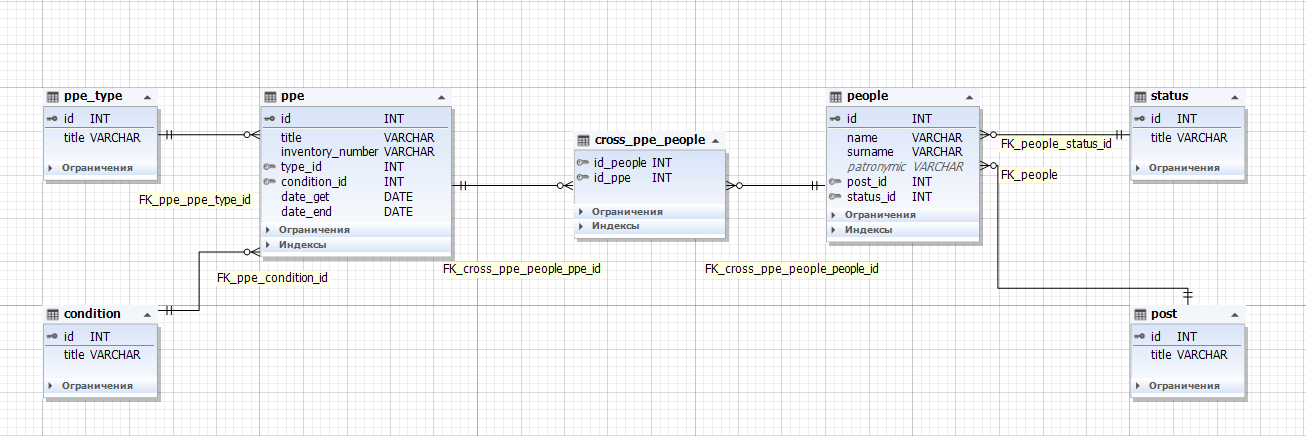 ppe_type
id INT
title VARCHAR
Ограничения
FK_ppe_ppe_type_id
ppe
id INT
title VARCHAR
inventory_number VARCHAR
type_id INT
condition_id INT
date_get DATE
date_end DATE
Ограничения
Индексы
FK_ppe_condition_id
condition
id INT
title VARCHAR
Ограничения
cross_ppe_people
id_people INT
id_ppe INT
Ограничения
Индексы
FK_cross_ppe_people_ppe_id
FK_cross_ppe_people_people_id
people
id INT
name VARCHAR
surname VARCHAR
patronymic VARCHAR
post_id INT
status_id INT
Ограничения
Индексы
FK_people_status_id
FK_people
status
id INT
title VARCHAR
Ограничения
post
id INT
title VARCHAR
Ограничения